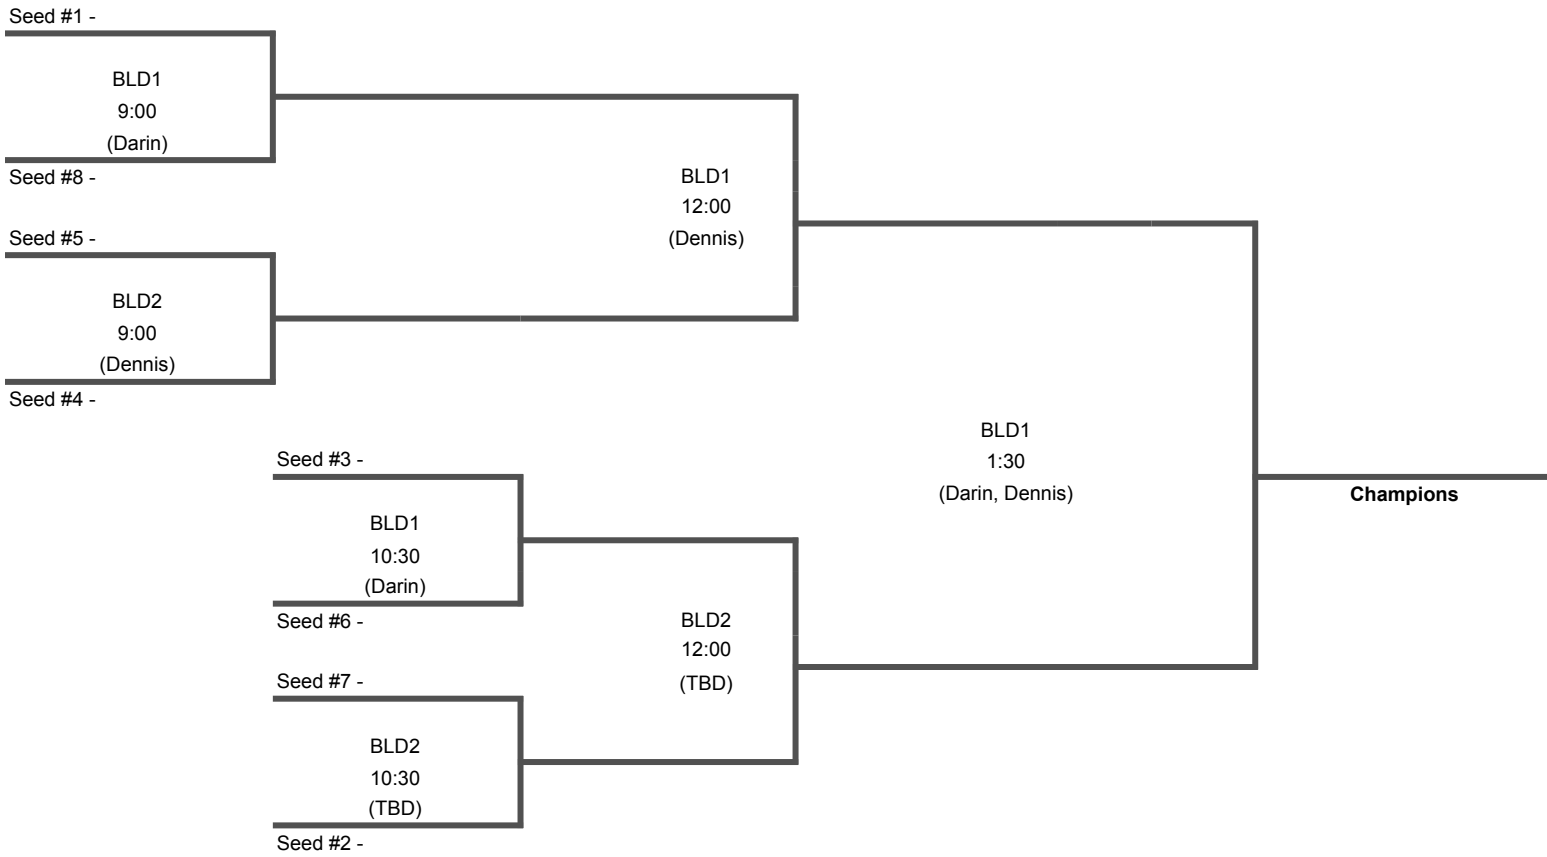 Seed #1 -
BLD1
9:00
(Darin)
Seed #8 -
Seed #5 -
BLD2
9:00
(Dennis)
Seed #4 -
BLD1
12:00
(Dennis)
Seed #3 -
BLD1
10:30
(Darin)
Seed #6 -
Seed #7 -
BLD2
10:30
(TBD)
Seed #2 -
BLD2
12:00
(TBD)
BLD1
1:30
(Darin, Dennis)
Champions